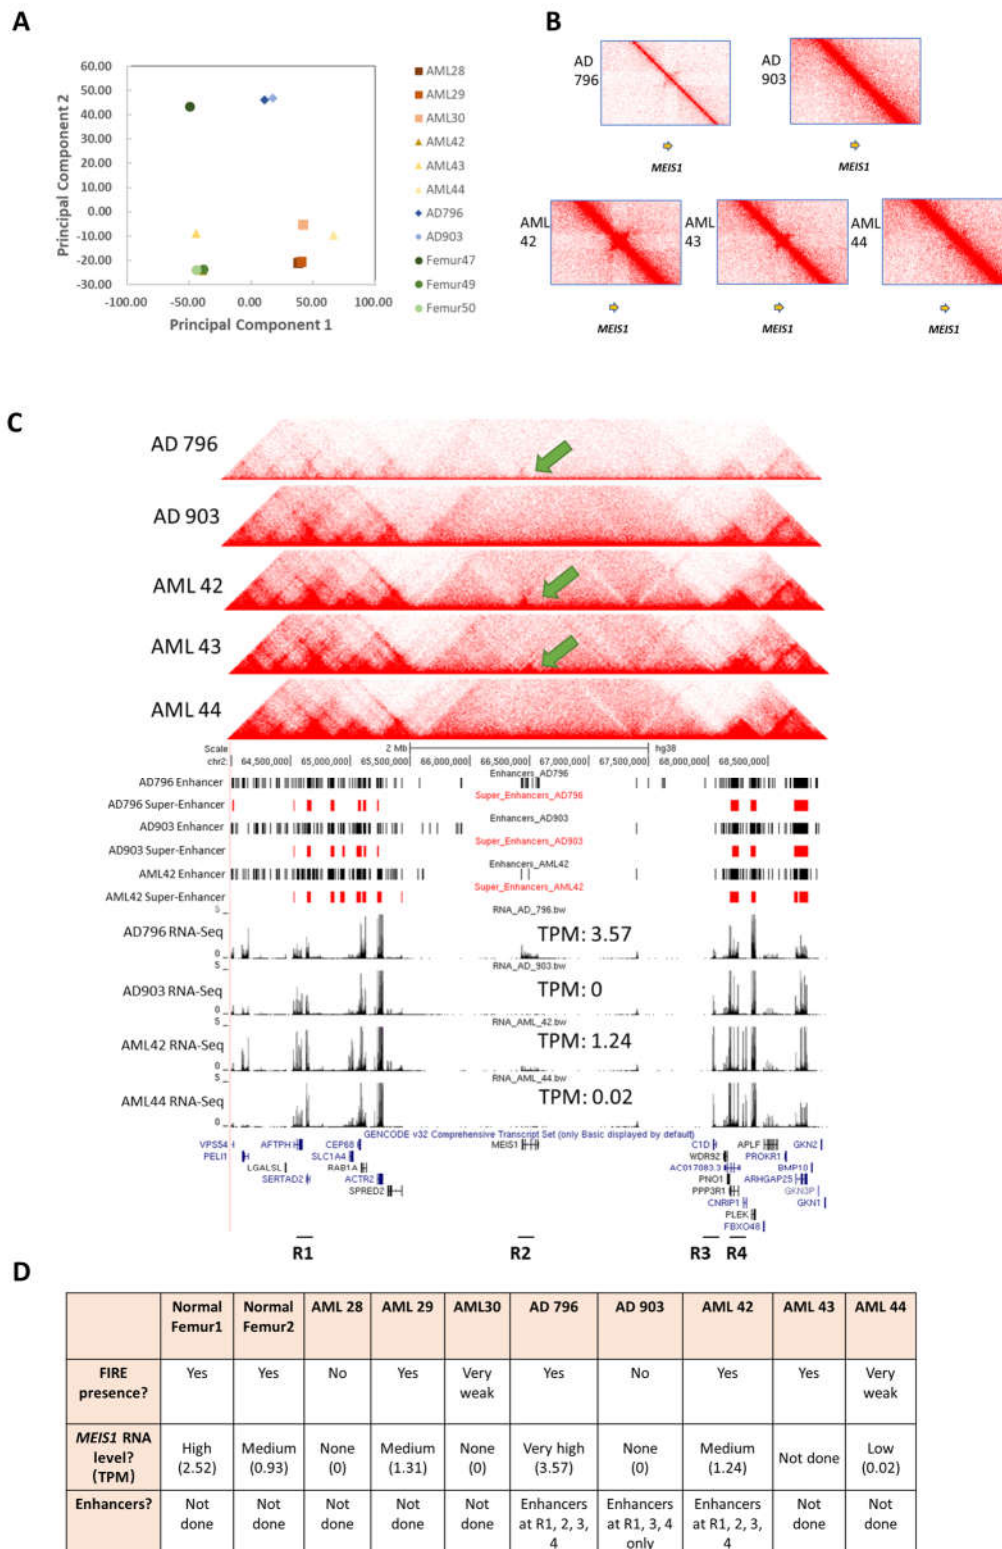 A
60.00
50.00
40.00
30.00
20.00
10.00
0.00
-10.00
-20.00
-30.00
-100.00 -50.00 0.00 50.00 100.00
Principal Component 1
Principal Component 2
AML28
AML29
AML30
AML42
AML43
AML44
AD796
AD903
Femur47
Femur49
Femur50
B
AD
796
MEIS1
AD
903
MEIS1
AML
42
MEIS1
AML
43
MEIS1
AML
44
MEIS1
C
AD 796
AD 903
AML 42
AML 43
AML 44
Scale 2 Mb hg38
chr2: 64,500,000 65,000,000 65,500,000 66,000,000 66,500,000 67,000,000 67,500,000 68,000,000 68,500,000
Enhancers_AD796
AD796 Enhancer
Super_Enhancers_AD796
AD796 Super-Enhancer
Enhancers_AD903
AD903 Enhancer
Super_Enhancers_AD903
AD903 Super-Enhancer
Enhancers_AML42
AML42 Enhancer
Super_Enhancers_AML42
AML42 Super-Enhancer
5 RNA_AD_796.bw
AD796 RNA-Seq TPM: 3.57
0
5 RNA_AD_903.bw
AD903 RNA-Seq TPM: 0
0
5 RNA_AML_42.bw
AML42 RNA-Seq TPM: 1.24
0
5 RNA_AML_44.bw
AML44 RNA-Seq TPM: 0.02
0
GENCODE v32 Comprehensive Transcript Set (only Basic displayed by default)
VPS54 AFTPH CEP68 MEIS1 C1D APLF GKN2
PELI1 SLC1A4 WDR92 PROKR1
LGALSL RAB1A AC017083.3 BMP10
SERTAD2 ACTR2 PNO1 ARHGAP25
SPRED2 PPP3R1 GKN3P
CNRIP1 GKN1
PLEK
FBXO48
R1 R2 R3 R4
D
Normal Femur1 Normal Femur2 AML 28 AML 29 AML30 AD 796 AD 903 AML 42 AML 43 AML 44
FIRE presence? Yes Yes No Yes Very weak Yes No Yes Yes Very weak
MEIS1 RNA level? (TPM) High (2.52) Medium (0.93) None (0) Medium (1.31) None (0) Very high (3.57) None (0) Medium (1.24) Not done Low (0.02)
Enhancers? Not done Not done Not done Not done Not done Enhancers at R1, 2, 3, 4 Enhancers at R1, 3, 4 only Enhancers at R1, 2, 3, 4 Not done Not done